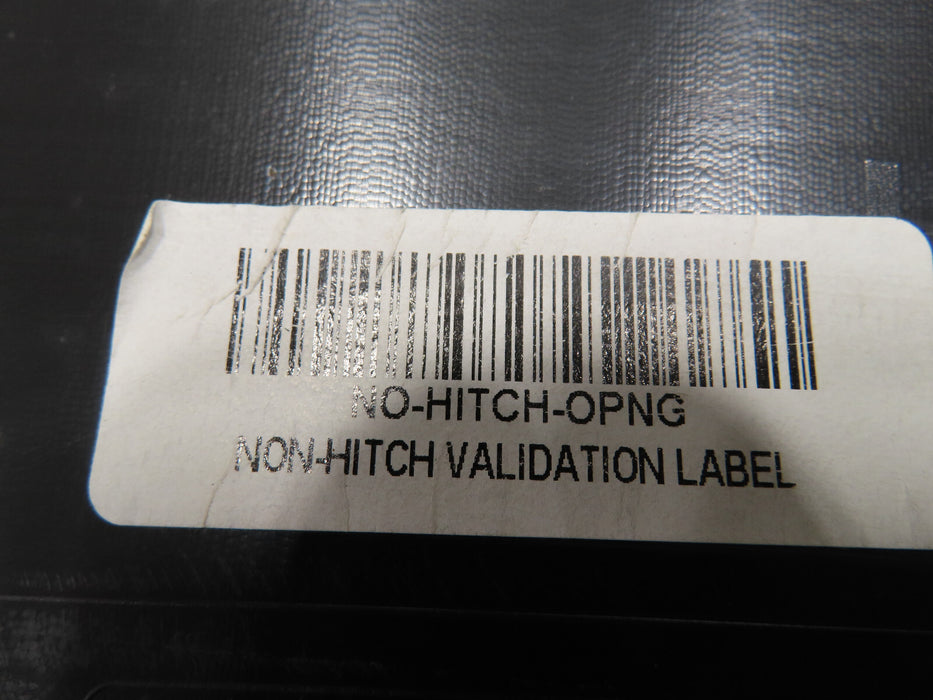 NO-HITCH-OPNG
NON-HITCH VALIDATION LABEL